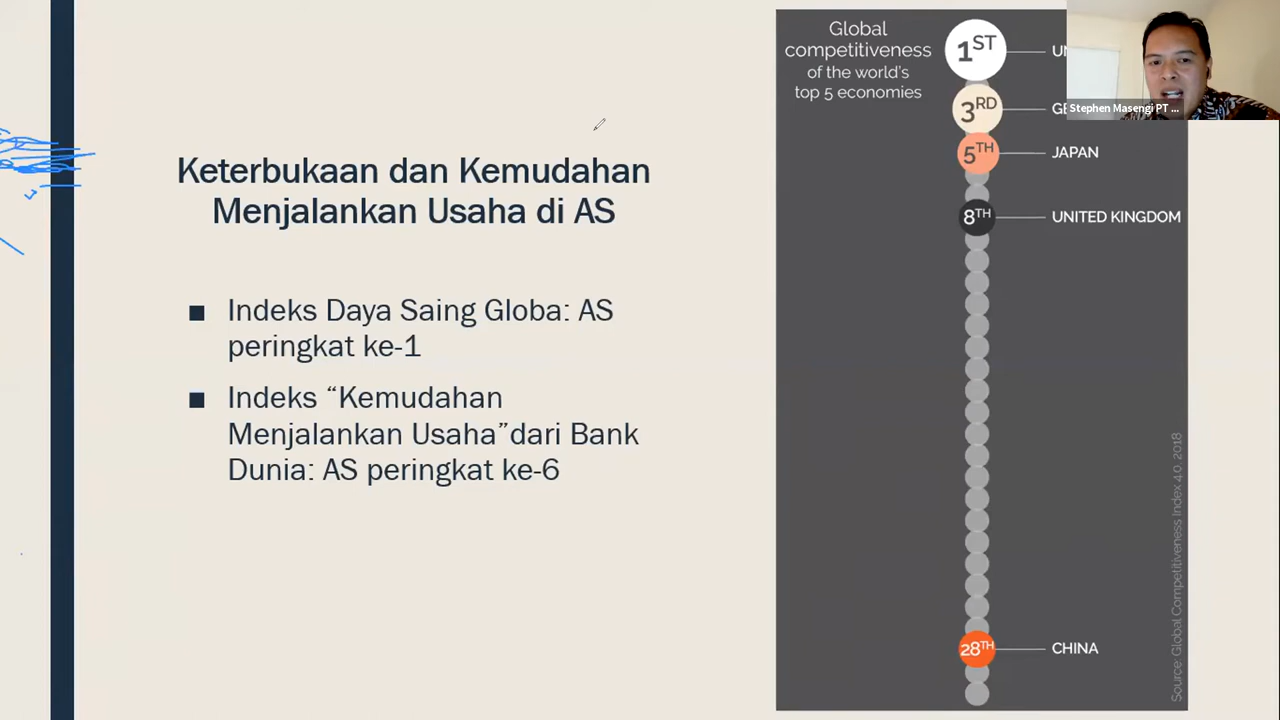 Keterbukaan dan Kemudahan
Menjalankan Usaha di AS
■ Indeks Daya Saing Globa: AS
peringkat ke-1
■ Indeks “Kemudahan
Menjalankan Usaha”dari Bank
Dunia: AS peringkat ke-6
Global
competitiveness
of the world's
top 5 economies
1ST
3RD
5TH JAPAN
8TH UNITED KINGDOM
28TH CHINA
Source: Global Competitiveness Index 4.0 2018
Stephen Masengi PT ...